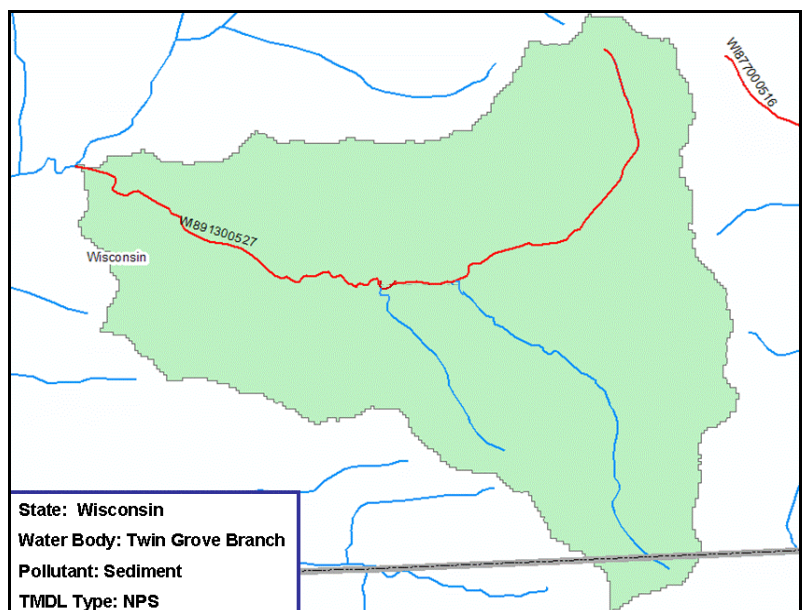 WI877000516
WI891300527
Wisconsin
State: Wisconsin
Water Body: Twin Grove Branch
Pollutant: Sediment
TMDL Type: NPS